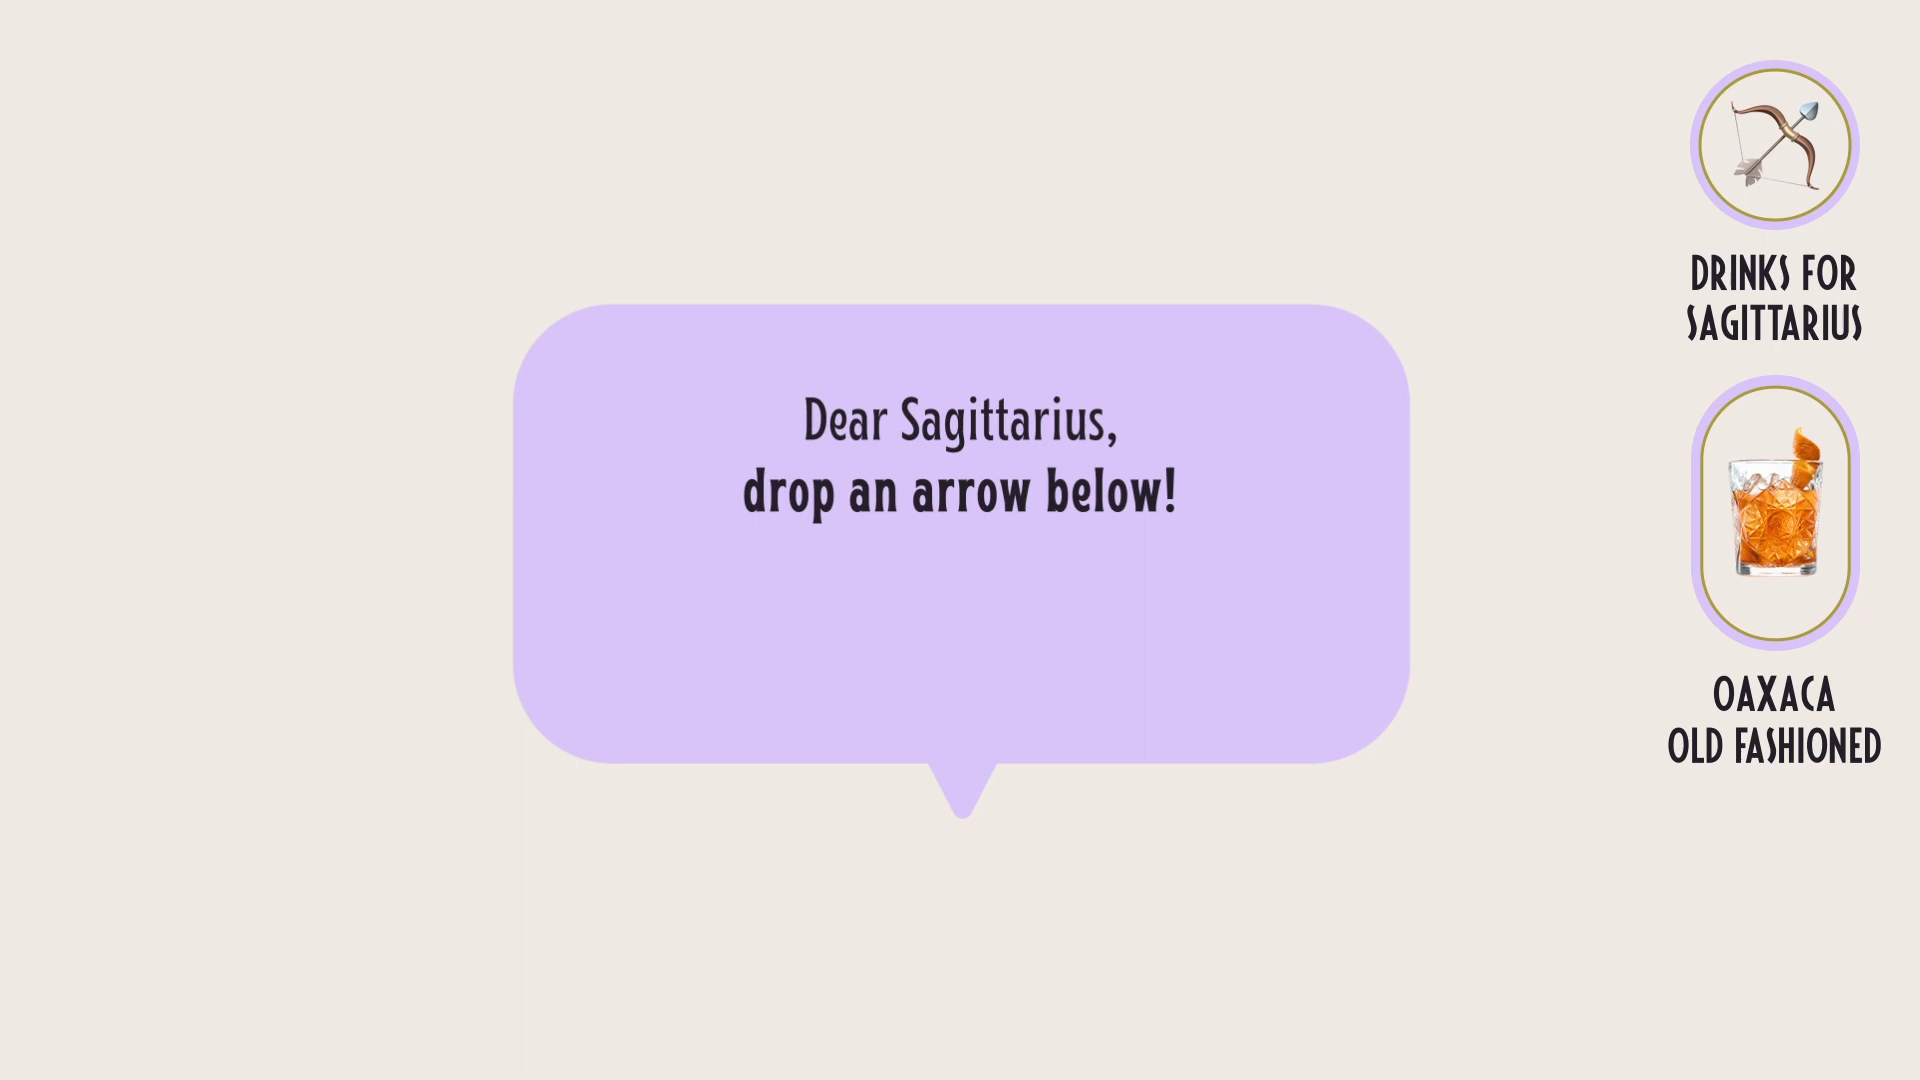 Dear Sagittarius,
drop an arrow below!
DRINKS FOR
SAGITTARIUS
OAXACA
OLD FASHIONED